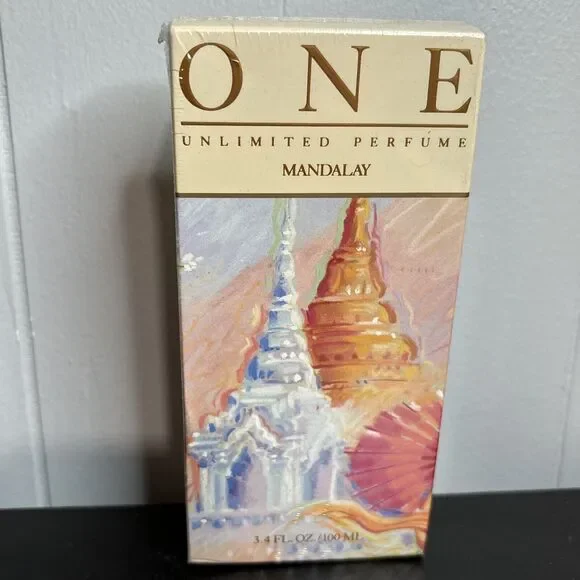 ONE
UNLIMITED PERFUME
MANDALAY
3.4 FL. OZ. / 100 ML